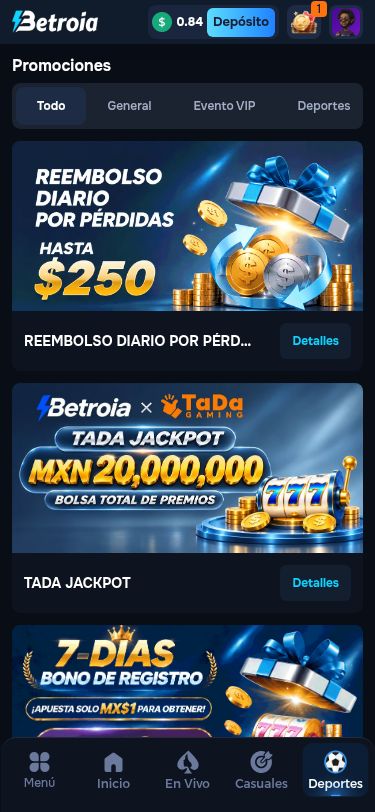 Betroia
$ 0.84 Depósito
1
Promociones
Todo General Evento VIP Deportes
REEMBOLSO
DIARIO
POR PÉRDIDAS
HASTA
$250
REEMBOLSO DIARIO POR PÉRD...
Detalles
Betroia × TaDa
GAMING
TADA JACKPOT
MXN 20,000,000
BOLSA TOTAL DE PREMIOS
777
TADA JACKPOT
Detalles
7-DIAS
BONO DE REGISTRO
¡APUESTA SOLO MX$1 PARA OBTENER!
Menú Inicio En Vivo Casuales Deportes